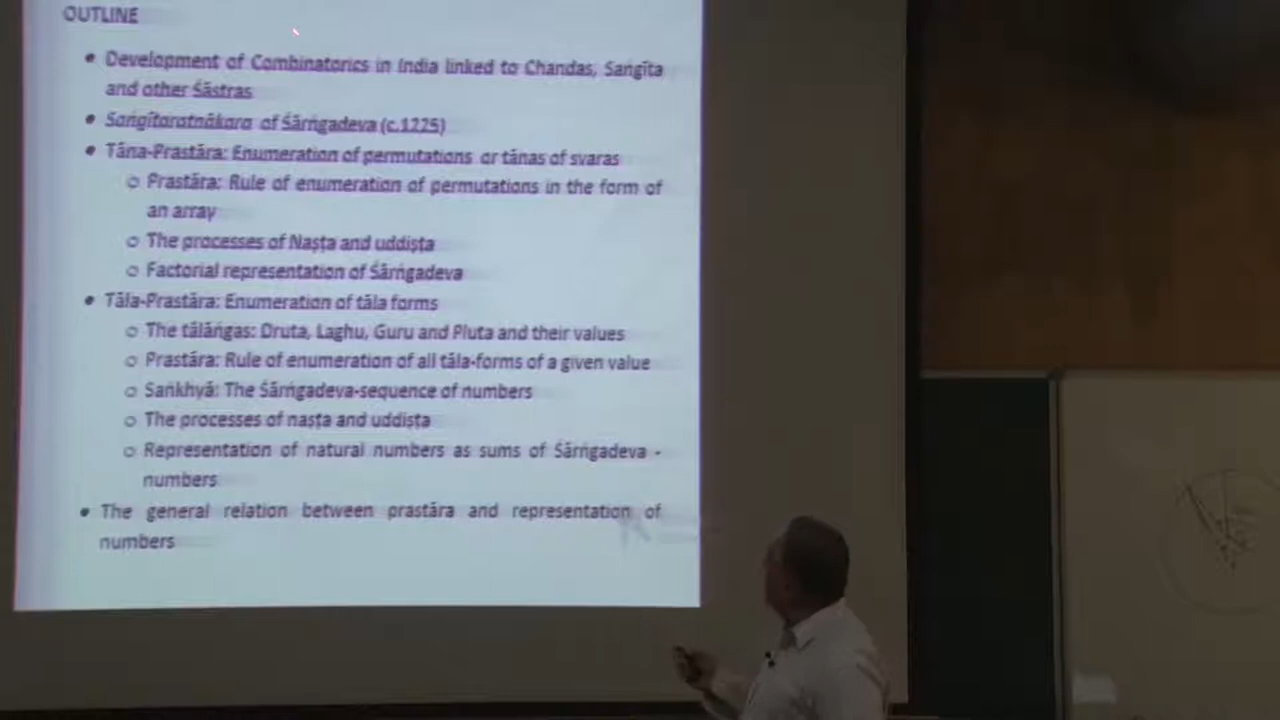 OUTLINE
• Development of Combinatorics in India linked to Chandas, Saṅgīta
and other Śāstras
• Saṅgītaratnākara of Śārṅgadeva (c.1225)
• Tāna-Prastāra: Enumeration of permutations or tānas of svaras
o Prastāra: Rule of enumeration of permutations in the form of
an array
o The processes of Naṣṭa and uddiṣṭa
o Factorial representation of Śārṅgadeva
• Tāla-Prastāra: Enumeration of tāla forms
o The tālāṅgas: Druta, Laghu, Guru and Pluta and their values
o Prastāra: Rule of enumeration of all tāla-forms of a given value
o Saṅkhyā: The Śārṅgadeva-sequence of numbers
o The processes of naṣṭa and uddiṣṭa
o Representation of natural numbers as sums of Śārṅgadeva -
numbers
• The general relation between prastāra and representation of
numbers